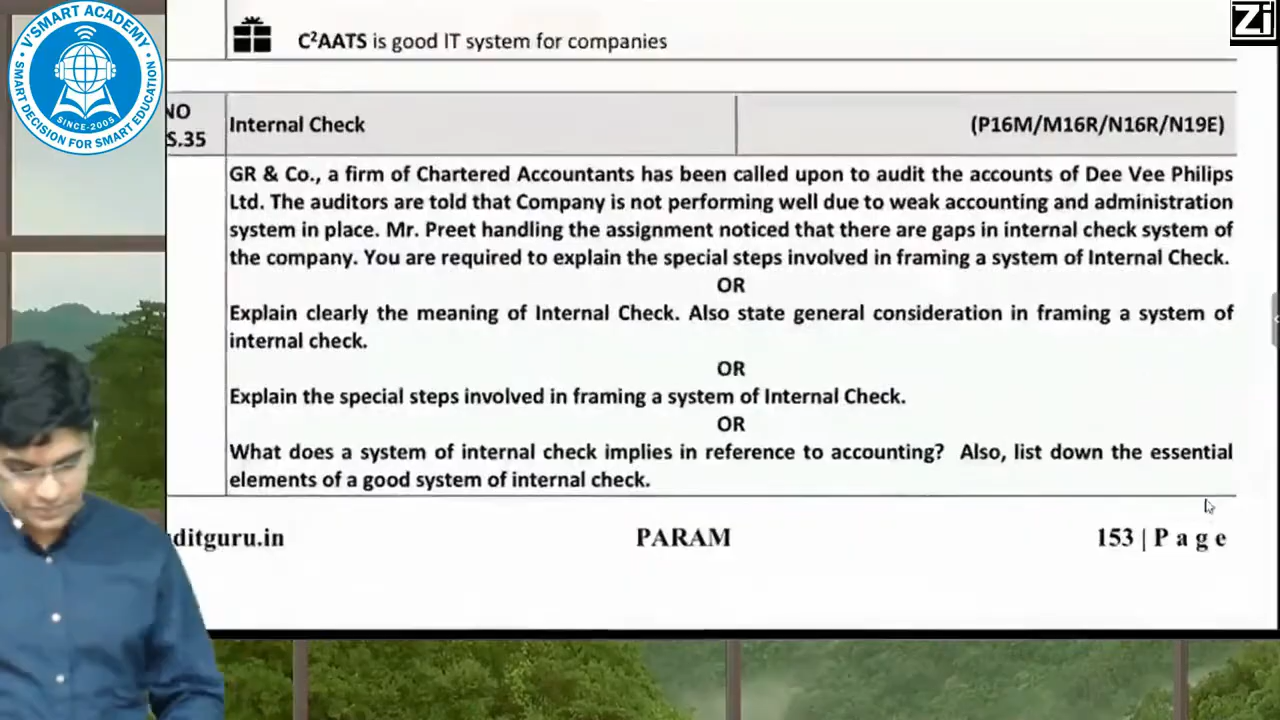 V'SMART ACADEMY
SMART DECISION FOR SMART EDUCATION
SINCE-2005
Zi
C²AATS is good IT system for companies
NO
S.35
Internal Check
(P16M/M16R/N16R/N19E)
GR & Co., a firm of Chartered Accountants has been called upon to audit the accounts of Dee Vee Philips
Ltd. The auditors are told that Company is not performing well due to weak accounting and administration
system in place. Mr. Preet handling the assignment noticed that there are gaps in internal check system of
the company. You are required to explain the special steps involved in framing a system of Internal Check.
OR
Explain clearly the meaning of Internal Check. Also state general consideration in framing a system of
internal check.
OR
Explain the special steps involved in framing a system of Internal Check.
OR
What does a system of internal check implies in reference to accounting? Also, list down the essential
elements of a good system of internal check.
ditguru.in
PARAM
153 | P a g e